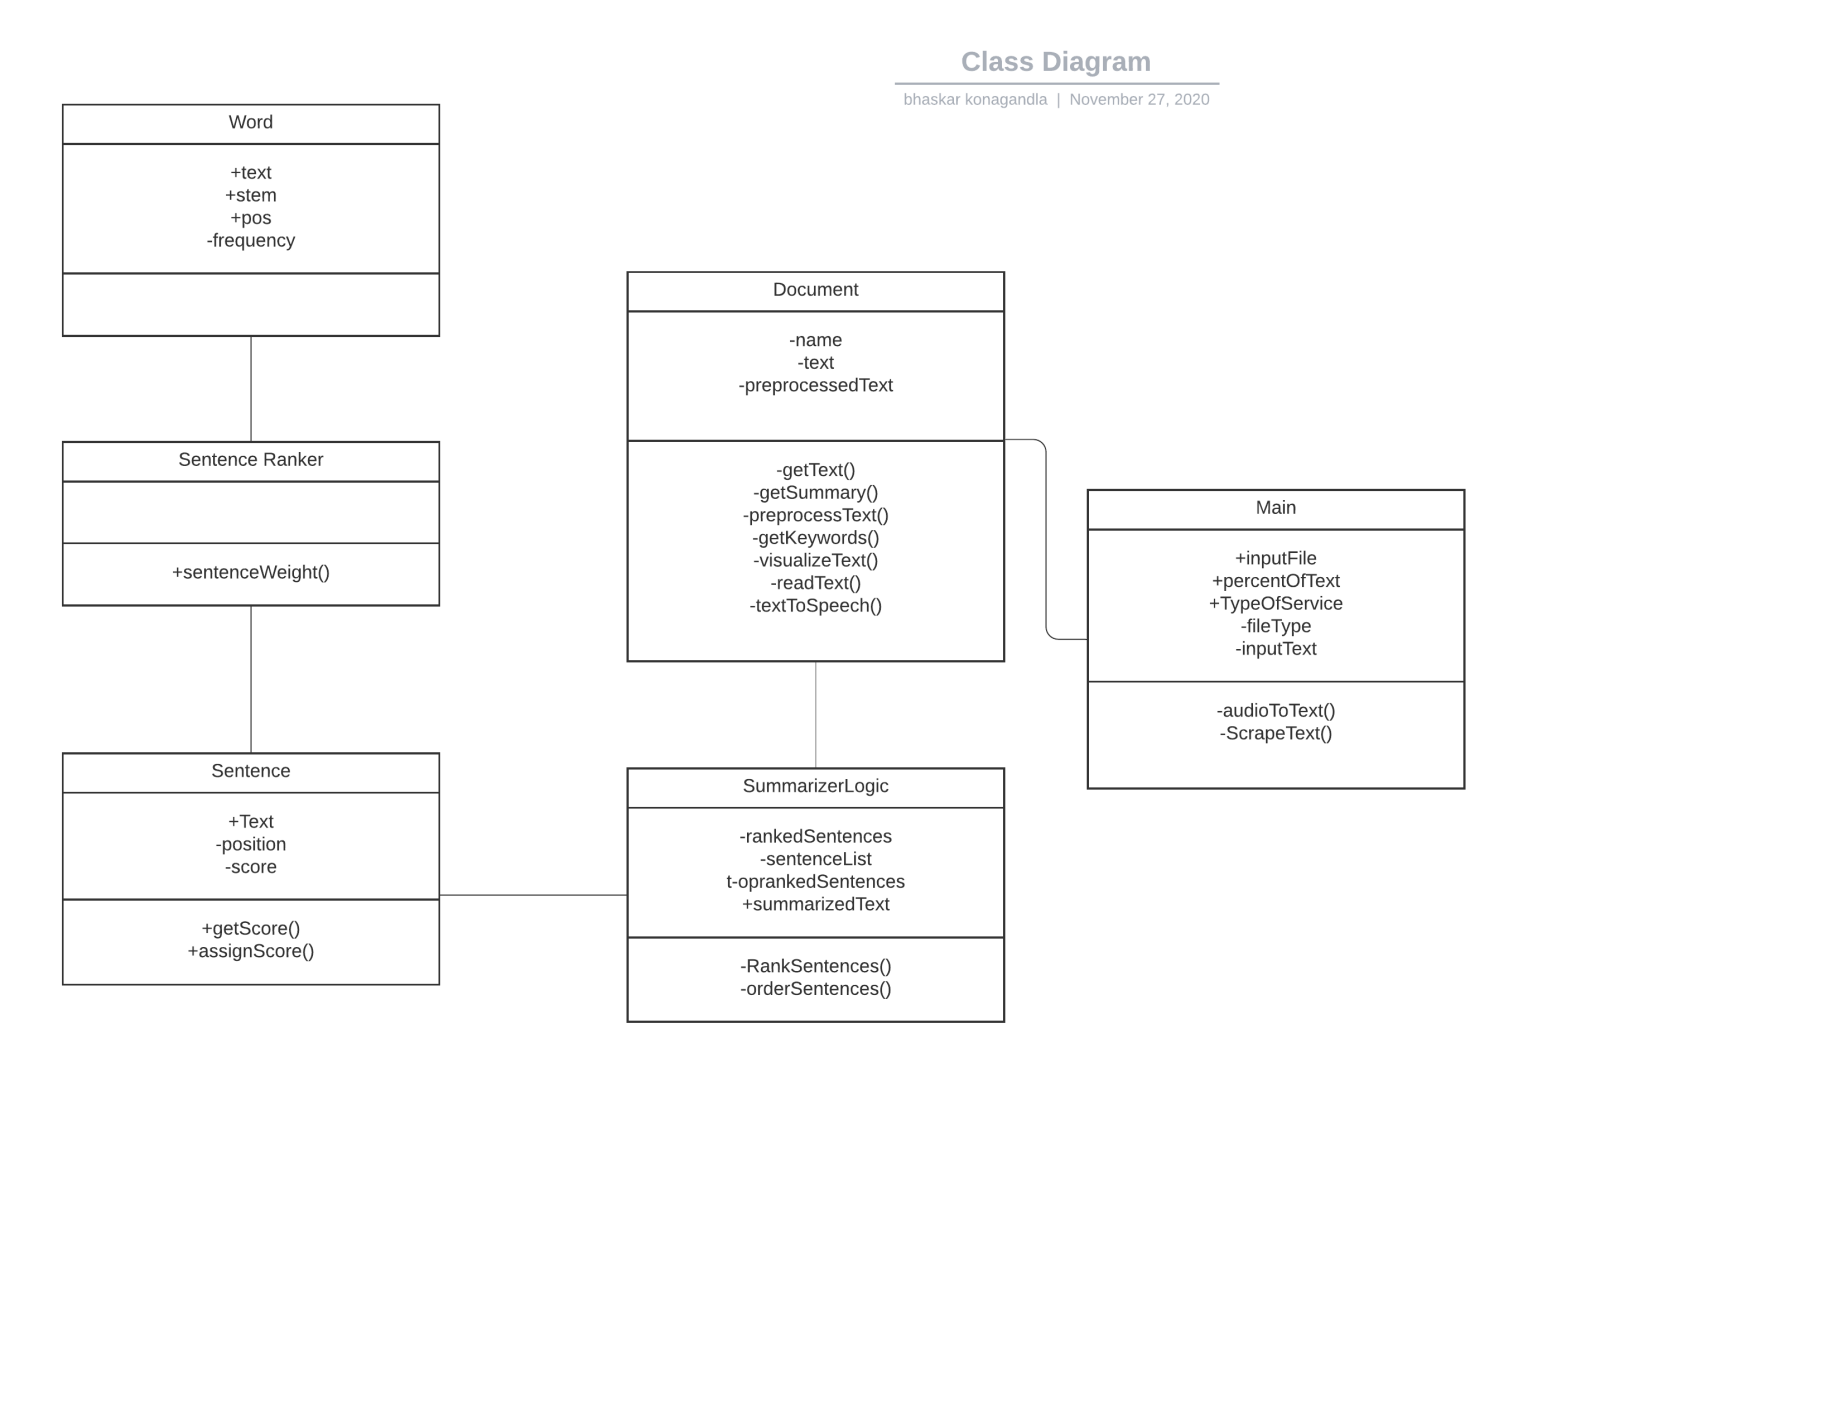 Class Diagram
bhaskar konagandla | November 27, 2020
Word
+text
+stem
+pos
-frequency
Sentence Ranker
+sentenceWeight()
Sentence
+Text
-position
-score
+getScore()
+assignScore()
Document
-name
-text
-preprocessedText
-getText()
-getSummary()
-preprocessText()
-getKeywords()
-visualizeText()
-readText()
-textToSpeech()
SummarizerLogic
-rankedSentences
-sentenceList
t-oprankedSentences
+summarizedText
-RankSentences()
-orderSentences()
Main
+inputFile
+percentOfText
+TypeOfService
-fileType
-inputText
-audioToText()
-ScrapeText()